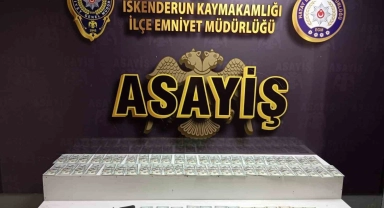 İSKENDERUN KAYMAKAMLIĞI
İLÇE EMNİYET MÜDÜRLÜĞÜ
ASAYİŞ